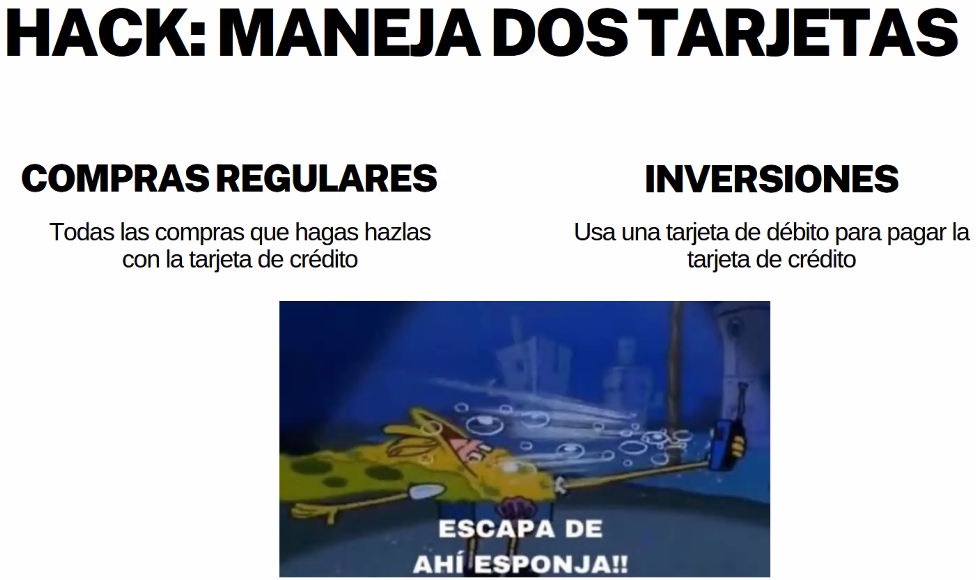 HACK: MANEJA DOS TARJETAS
COMPRAS REGULARES
Todas las compras que hagas hazlas
con la tarjeta de crédito
INVERSIONES
Usa una tarjeta de débito para pagar la
tarjeta de crédito
ESCAPA DE
AHÍ ESPONJA!!